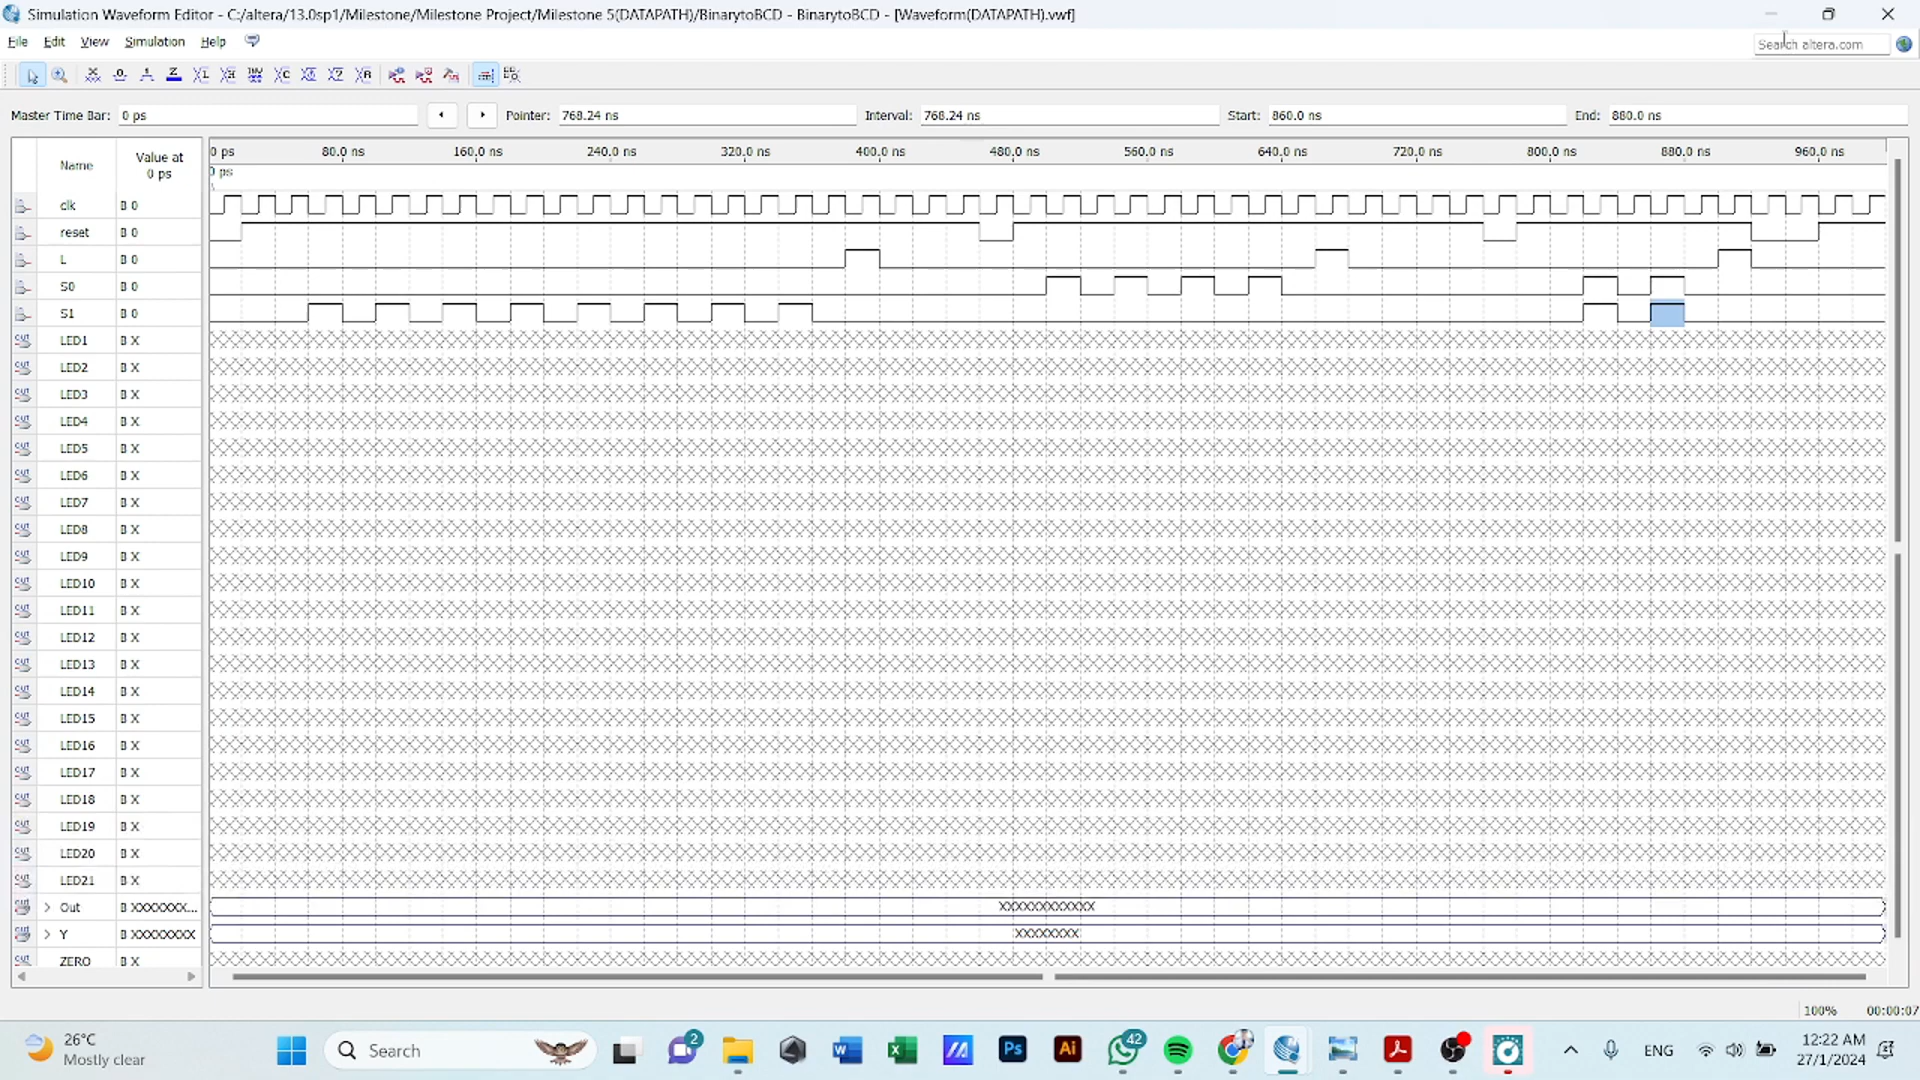 Simulation Waveform Editor - C:/altera/13.0sp1/Milestone/Milestone Project/Milestone 5(DATAPATH)/BinarytoBCD - BinarytoBCD - [Waveform(DATAPATH).vwf]
File Edit View Simulation Help
Search altera.com
Master Time Bar: 0 ps Pointer: 768.24 ns Interval: 768.24 ns Start: 860.0 ns End: 880.0 ns
Name Value at 0 ps
0 ps 80.0 ns 160.0 ns 240.0 ns 320.0 ns 400.0 ns 480.0 ns 560.0 ns 640.0 ns 720.0 ns 800.0 ns 880.0 ns 960.0 ns
0 ps
clk B 0
reset B 0
L B 0
S0 B 0
S1 B 0
LED1 B X
LED2 B X
LED3 B X
LED4 B X
LED5 B X
LED6 B X
LED7 B X
LED8 B X
LED9 B X
LED10 B X
LED11 B X
LED12 B X
LED13 B X
LED14 B X
LED15 B X
LED16 B X
LED17 B X
LED18 B X
LED19 B X
LED20 B X
LED21 B X
Out B XXXXXXX... XXXXXXXXXXXX
Y B XXXXXXXX XXXXXXXX
ZERO B X
100% 00:00:07
26°C
Mostly clear
Search
2
42
ENG
12:22 AM
27/1/2024